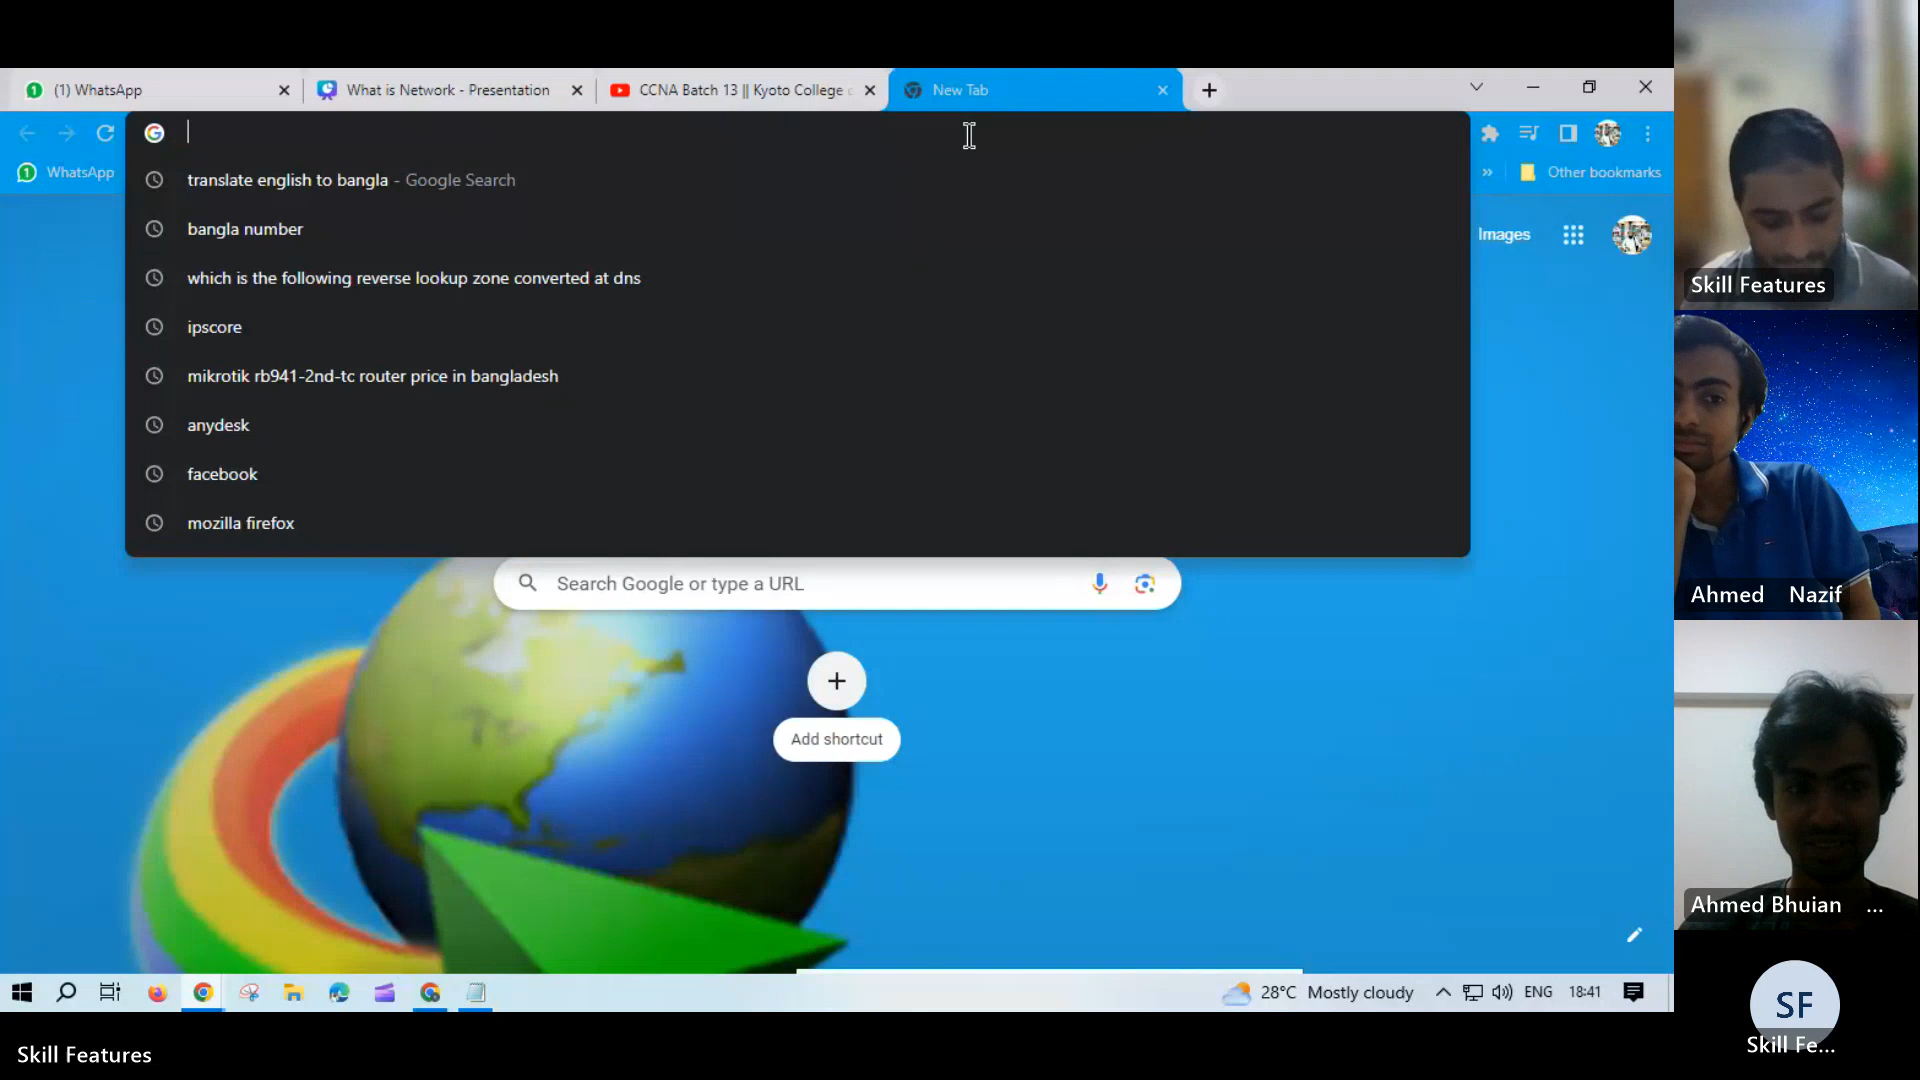 (1) WhatsApp
What is Network - Presentation
CCNA Batch 13 || Kyoto College
New Tab
WhatsApp
Other bookmarks
translate english to bangla - Google Search
bangla number
which is the following reverse lookup zone converted at dns
ipscore
mikrotik rb941-2nd-tc router price in bangladesh
anydesk
facebook
mozilla firefox
Images
Search Google or type a URL
Add shortcut
28°C Mostly cloudy
ENG
18:41
Skill Features
Skill Features
Ahmed Nazif
Ahmed Bhuian ...
SF
Skill Fe...